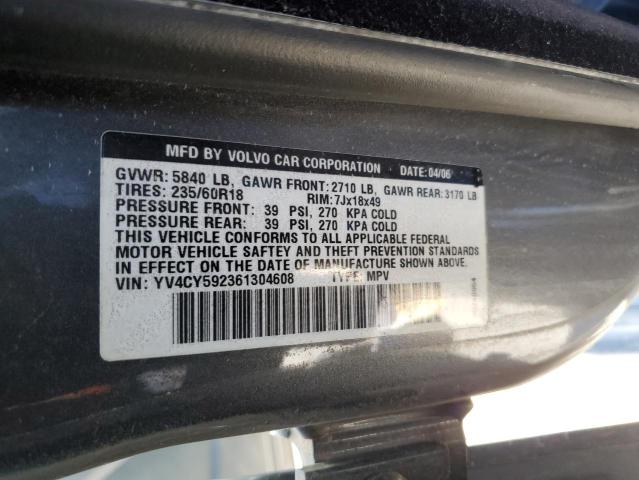 MFD BY VOLVO CAR CORPORATION DATE: 04/06
GVWR: 5840 LB, GAWR FRONT: 2710 LB, GAWR REAR: 3170 LB
TIRES: 235/60R18 RIM: 7Jx18x49
PRESSURE FRONT: 39 PSI, 270 KPA COLD
PRESSURE REAR: 39 PSI, 270 KPA COLD
THIS VEHICLE CONFORMS TO ALL APPLICABLE FEDERAL
MOTOR VEHICLE SAFTEY AND THEFT PREVENTION STANDARDS
IN EFFECT ON THE DATE OF MANUFACTURE SHOWN ABOVE.
VIN: YV4CY592361304608 TYPE: MPV